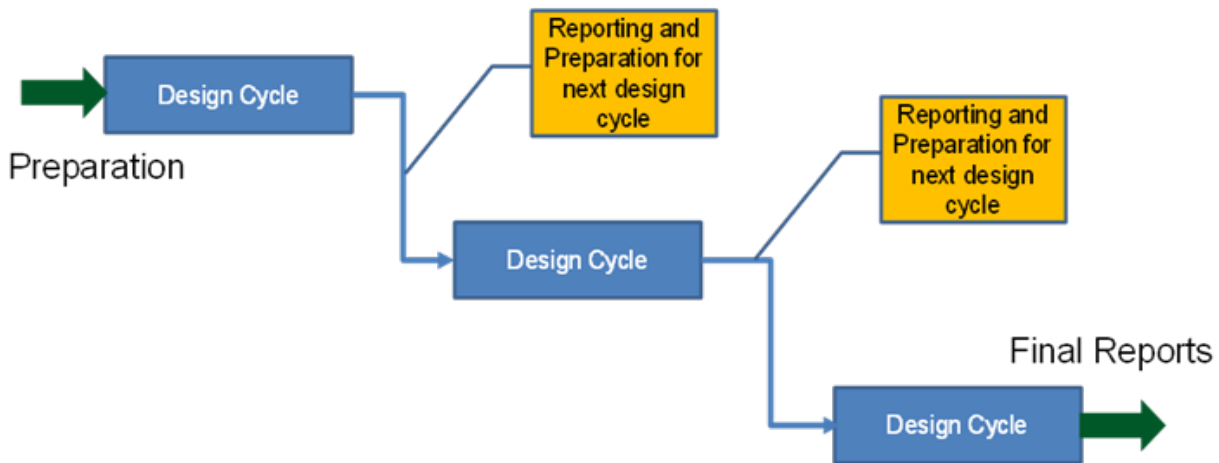 Design Cycle
Preparation
Reporting and
Preparation for
next design
cycle
Reporting and
Preparation for
next design
cycle
Design Cycle
Final Reports
Design Cycle